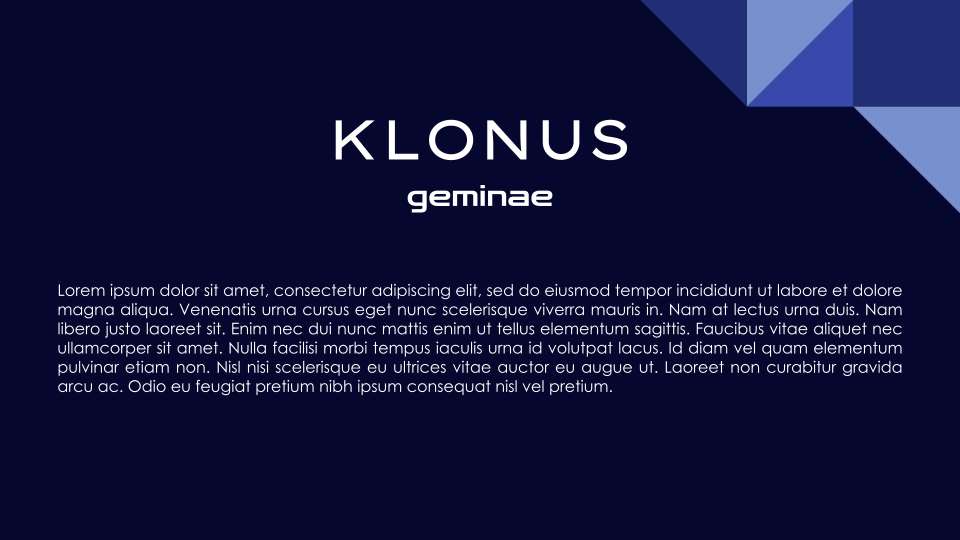 KLONUS
geminae
Lorem ipsum dolor sit amet, consectetur adipiscing elit, sed do eiusmod tempor incididunt ut labore et dolore
magna aliqua. Venenatis urna cursus eget nunc scelerisque viverra mauris in. Nam at lectus urna duis. Nam
libero justo laoreet sit. Enim nec dui nunc mattis enim ut tellus elementum sagittis. Faucibus vitae aliquet nec
ullamcorper sit amet. Nulla facilisi morbi tempus iaculis urna id volutpat lacus. Id diam vel quam elementum
pulvinar etiam non. Nisl nisi scelerisque eu ultrices vitae auctor eu augue ut. Laoreet non curabitur gravida
arcu ac. Odio eu feugiat pretium nibh ipsum consequat nisl vel pretium.